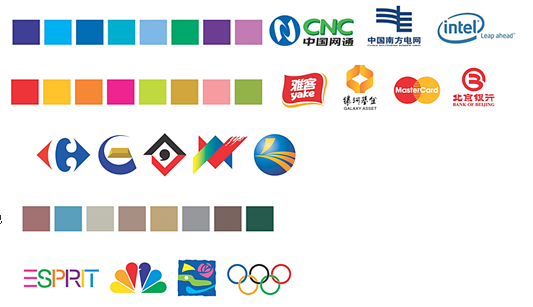 CNC
中国网通
中国南方电网
intel
Leap ahead
雅客
Yake
银河基金
GALAXY ASSET
MasterCard
北京银行
BANK OF BEIJING
ESPRIT